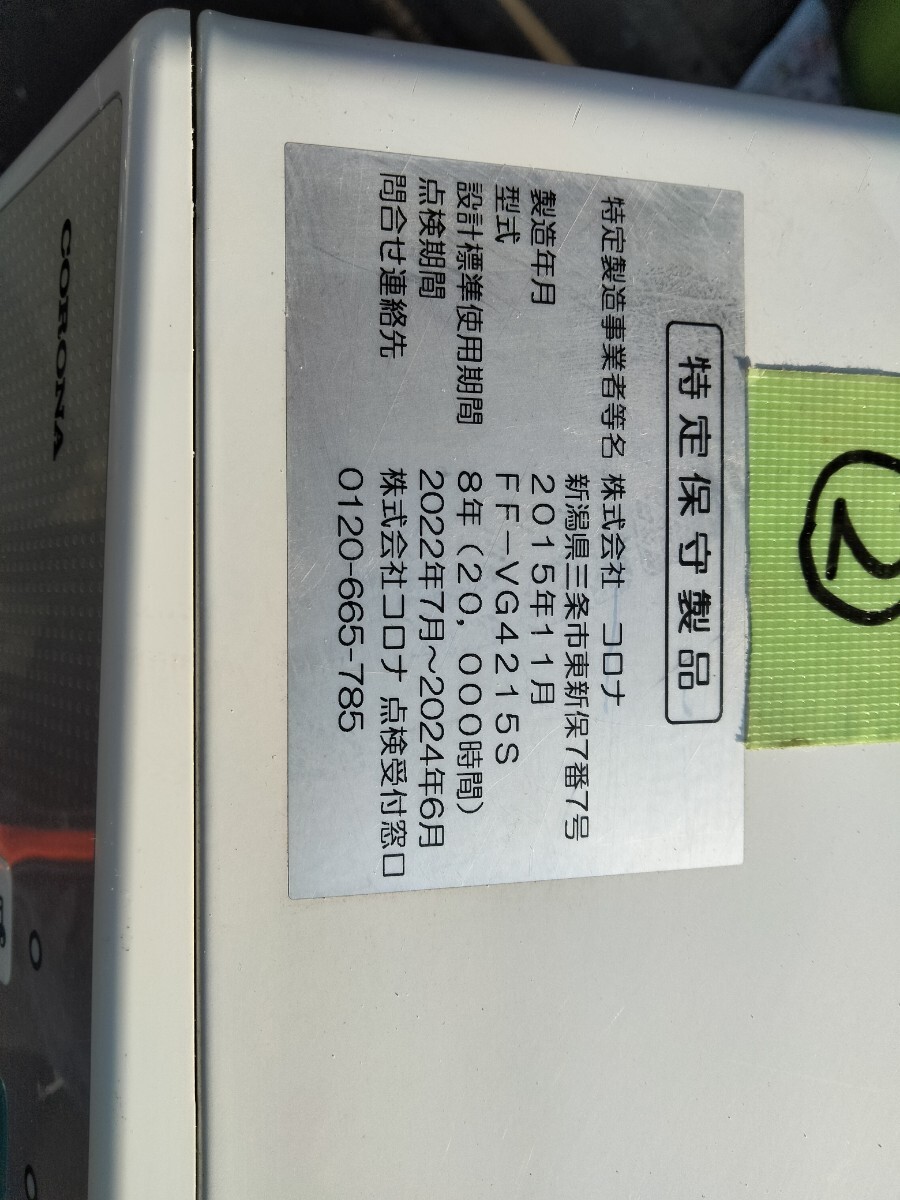 特定保守製品
特定製造事業者等名 株式会社 コロナ
新潟県三条市東新保7番7号
製造年月 2015年11月
型式 FF-VG4215S
設計標準使用期間 8年(20,000時間)
点検期間 2022年7月~2024年6月
問合せ連絡先 株式会社コロナ 点検受付窓口
0120-665-785
CORONA
②